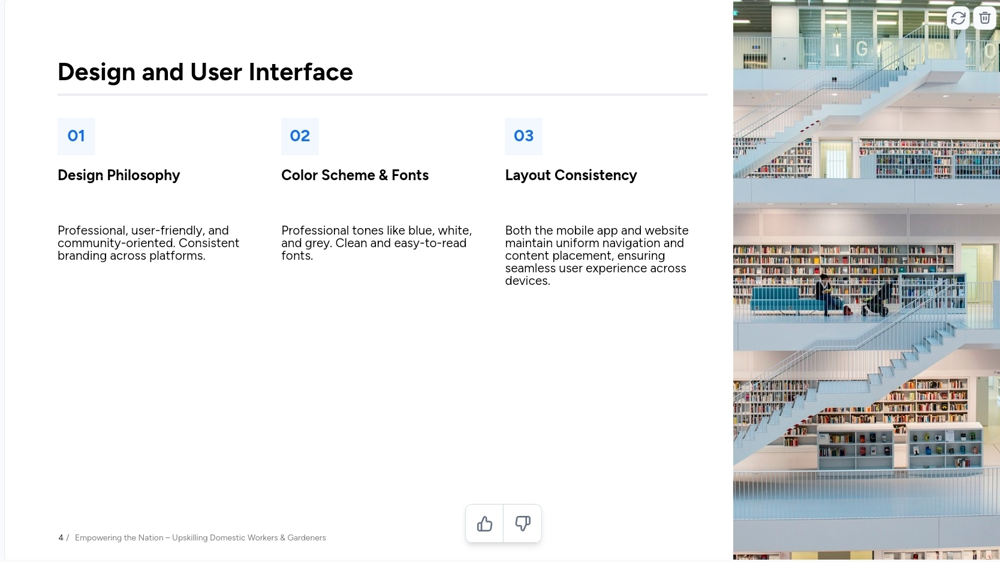 Design and User Interface
01
Design Philosophy
Professional, user-friendly, and
community-oriented. Consistent
branding across platforms.
02
Color Scheme & Fonts
Professional tones like blue, white,
and grey. Clean and easy-to-read
fonts.
03
Layout Consistency
Both the mobile app and website
maintain uniform navigation and
content placement, ensuring
seamless user experience across
devices.
4 / Empowering the Nation – Upskilling Domestic Workers & Gardeners